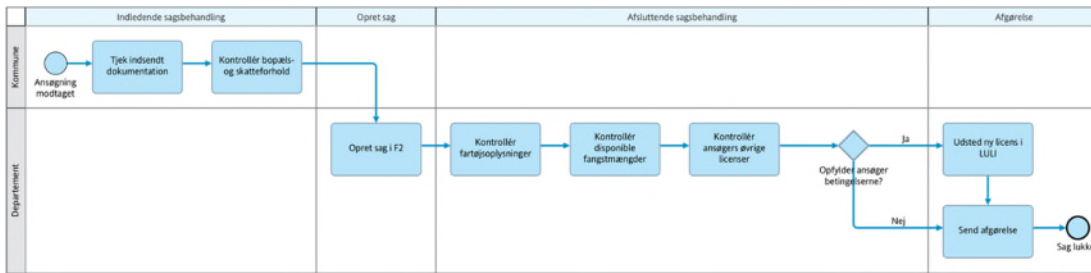 Indledende sagsbehandling
Opret sag
Afsluttende sagsbehandling
Afgørelse
Kommune
Ansøgning
modtaget
Tjek indsendt
dokumentation
Kontrollér bopæls-
og skatteforhold
Departement
Opret sag i F2
Kontrollér
fartøjsoplysninger
Kontrollér
disponible
fangstmængder
Kontrollér
ansøgers øvrige
licenser
Opfylder ansøger
betingelserne?
Ja
Udsted ny licens i
LULI
Nej
Send afgørelse
Sag lukk